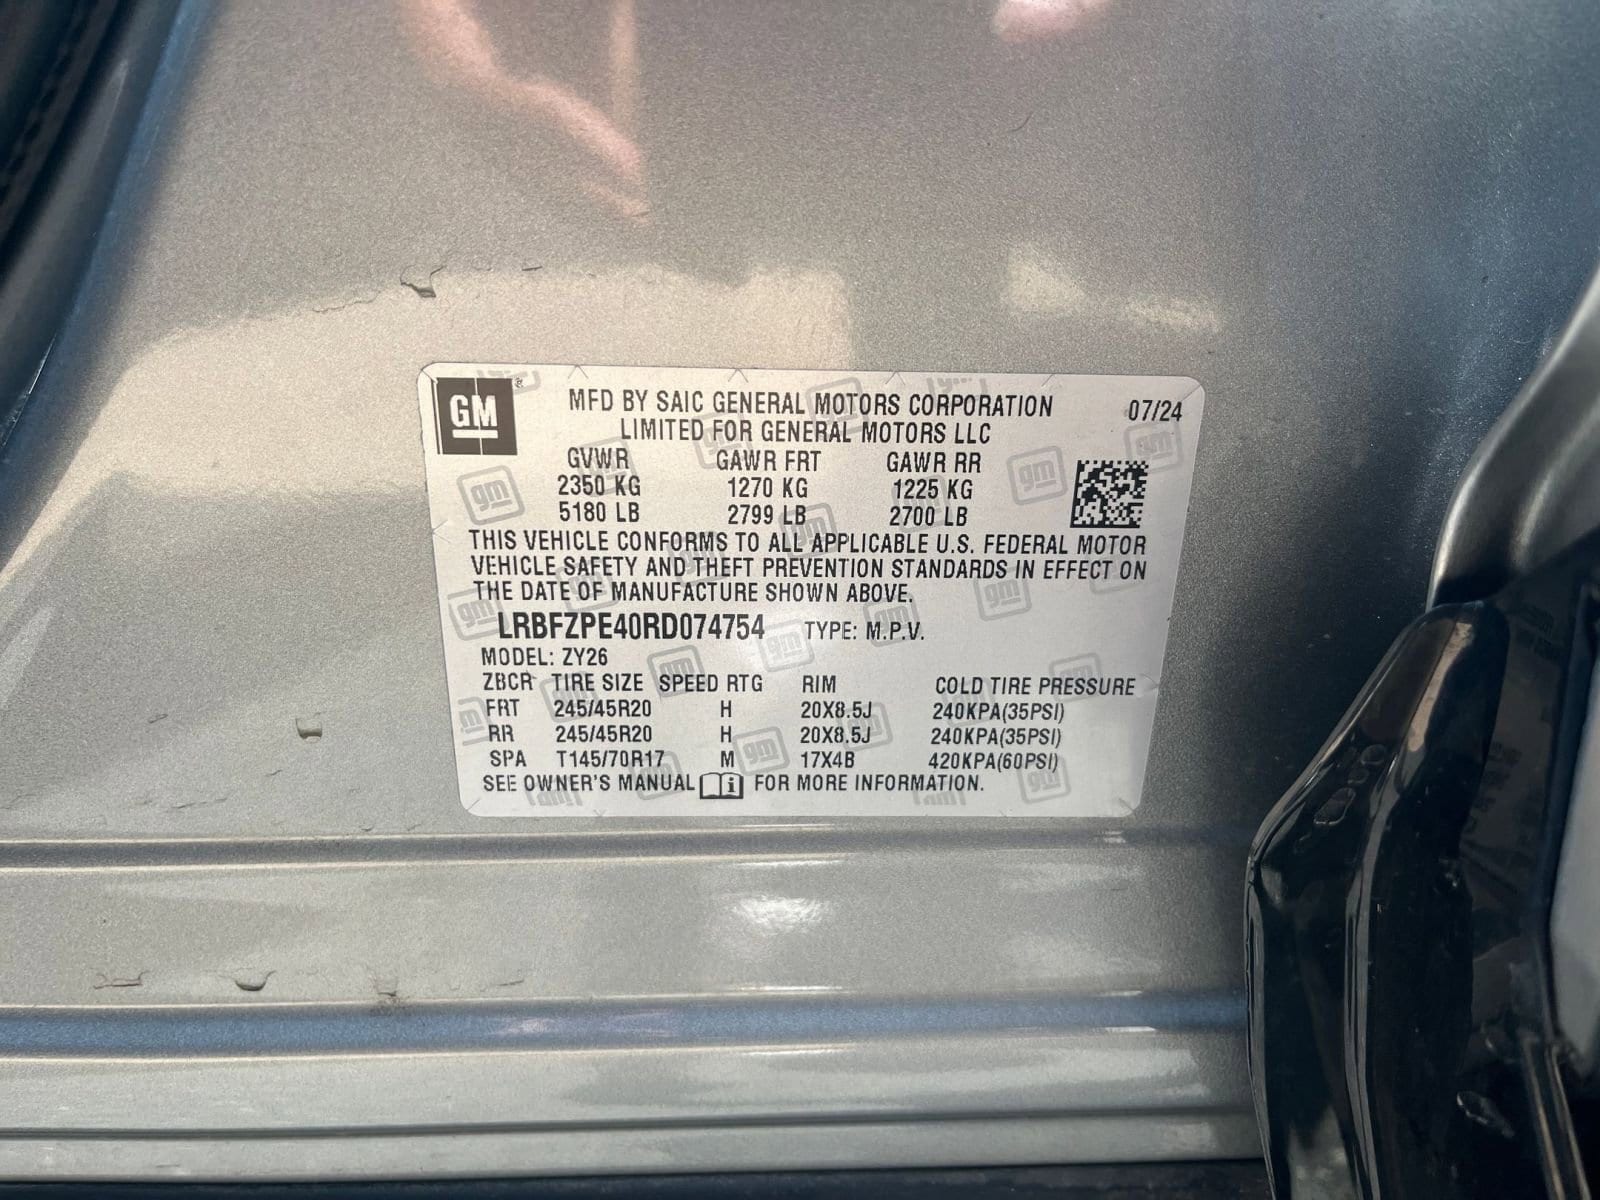 GM
MFD BY SAIC GENERAL MOTORS CORPORATION 07/24
LIMITED FOR GENERAL MOTORS LLC
GVWR GAWR FRT GAWR RR
2350 KG 1270 KG 1225 KG
5180 LB 2799 LB 2700 LB
THIS VEHICLE CONFORMS TO ALL APPLICABLE U.S. FEDERAL MOTOR
VEHICLE SAFETY AND THEFT PREVENTION STANDARDS IN EFFECT ON
THE DATE OF MANUFACTURE SHOWN ABOVE.
LRBFZPE40RD074754 TYPE: M.P.V.
MODEL: ZY26
ZBCR TIRE SIZE SPEED RTG RIM COLD TIRE PRESSURE
FRT 245/45R20 H 20X8.5J 240KPA(35PSI)
RR 245/45R20 H 20X8.5J 240KPA(35PSI)
SPA T145/70R17 M 17X4B 420KPA(60PSI)
SEE OWNER'S MANUAL i FOR MORE INFORMATION.